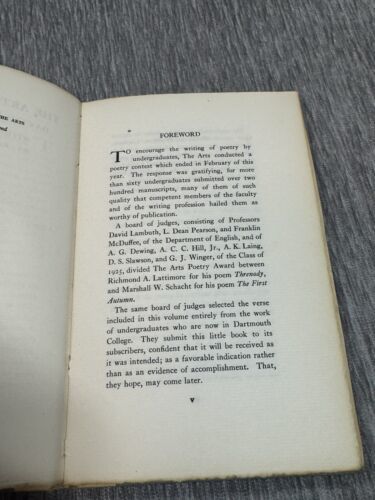 THE ARTS
FOREWORD
TO encourage the writing of poetry by
undergraduates, The Arts conducted a
poetry contest which ended in February of this
year. The response was gratifying, for more
than sixty undergraduates submitted over two
hundred manuscripts, many of them of such
quality that competent members of the faculty
and of the writing profession hailed them as
worthy of publication.
A board of judges, consisting of Professors
David Lambuth, L. Dean Pearson, and Franklin
McDuffee, of the Department of English, and of
A. G. Dewing, A. C. C. Hill, Jr., A. K. Laing,
D. S. Slawson, and G. J. Winger, of the Class of
1925, divided The Arts Poetry Award between
Richmond A. Lattimore for his poem Threnody,
and Marshall W. Schacht for his poem The First
Autumn.
The same board of judges selected the verse
included in this volume entirely from the work
of undergraduates who are now in Dartmouth
College. They submit this little book to its
subscribers, confident that it will be received as
it was intended; as a favorable indication rather
than as an evidence of accomplishment. That,
they hope, may come later.
v